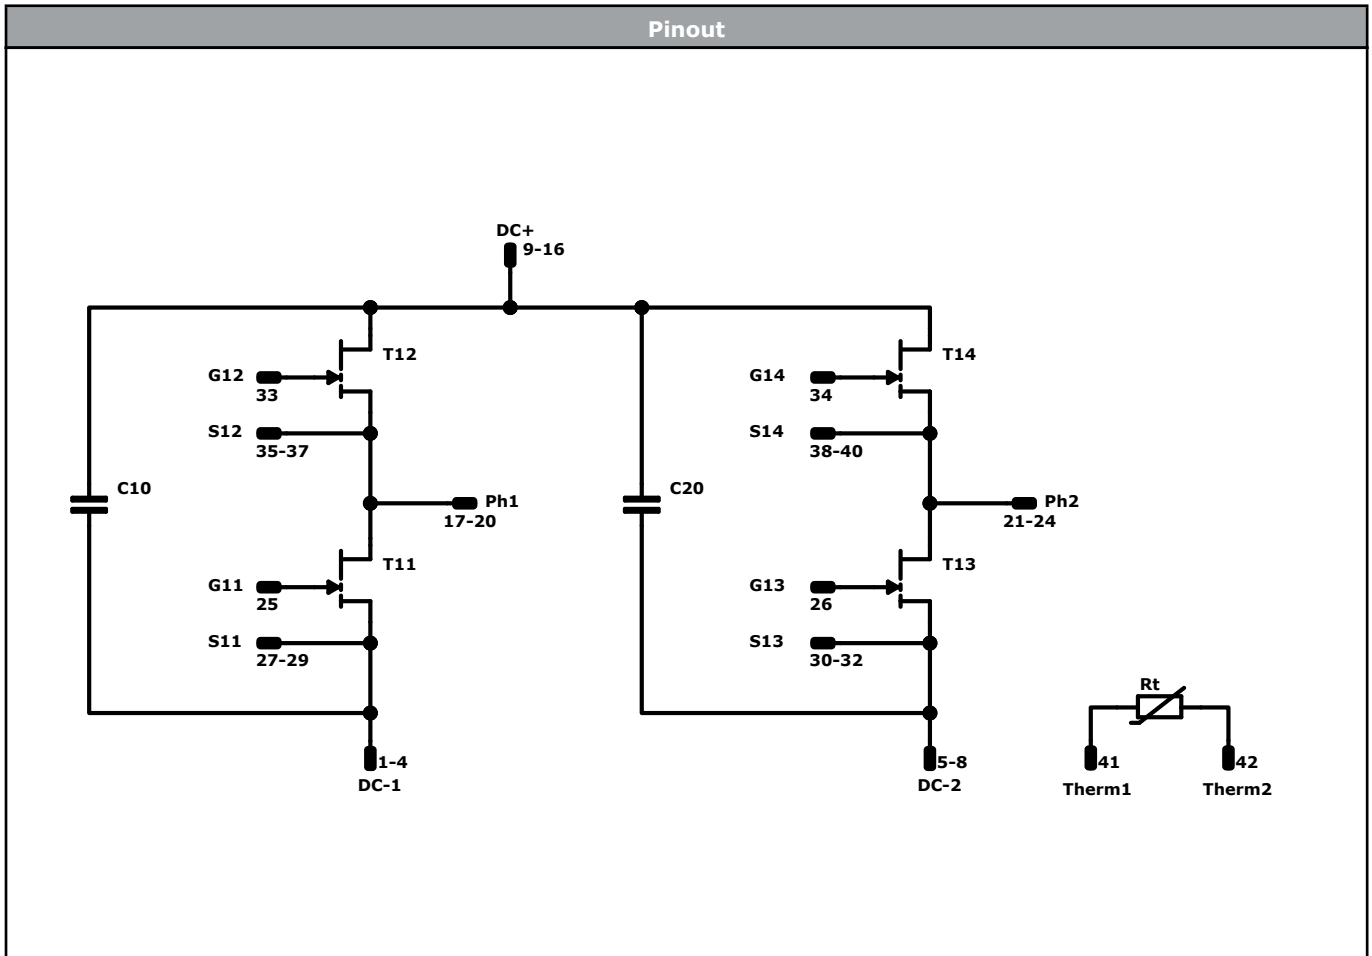 Pinout
DC+
9-16
T12
T14
G12
33
G14
34
S12
35-37
S14
38-40
C10
Ph1
17-20
C20
Ph2
21-24
T11
T13
G11
25
G13
26
S11
27-29
S13
30-32
Rt
1-4
DC-1
5-8
DC-2
41
Therm1
42
Therm2